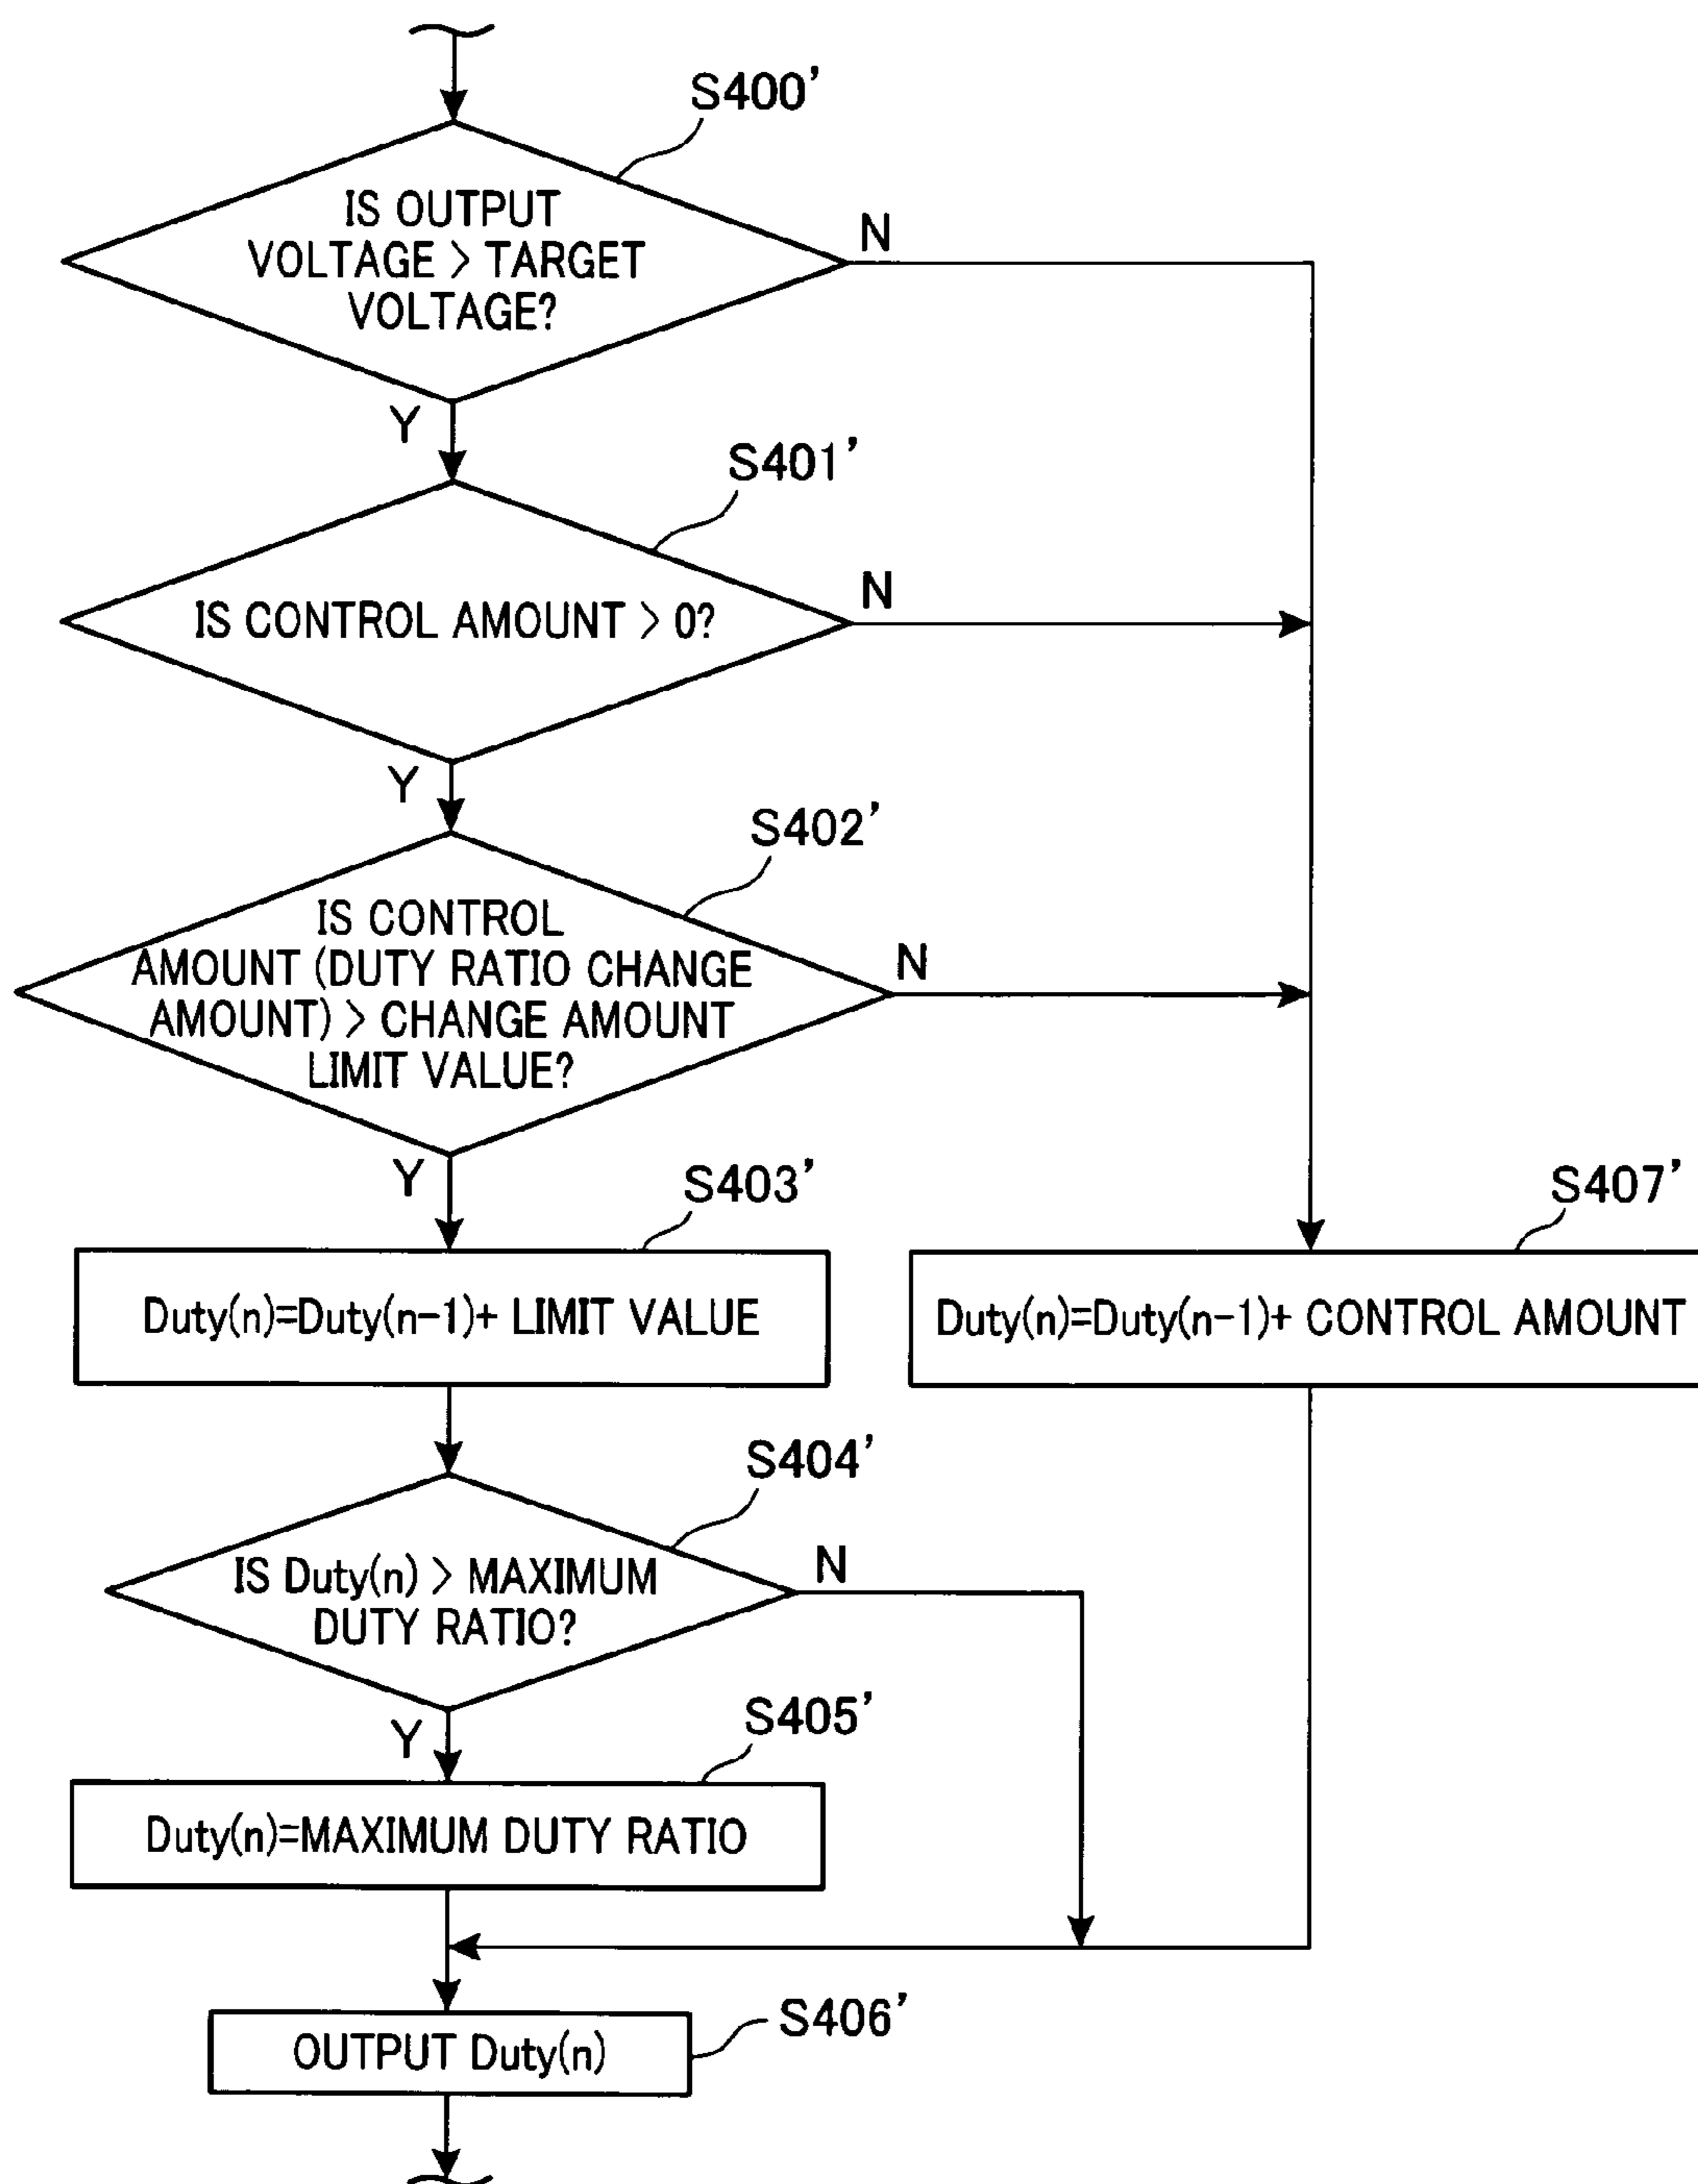 S400'
IS OUTPUT
VOLTAGE > TARGET
VOLTAGE?
N
Y
S401'
IS CONTROL AMOUNT > 0?
N
Y
S402'
IS CONTROL
AMOUNT (DUTY RATIO CHANGE
AMOUNT) > CHANGE AMOUNT
LIMIT VALUE?
N
Y
S403'
Duty(n)=Duty(n-1)+ LIMIT VALUE
S407'
Duty(n)=Duty(n-1)+ CONTROL AMOUNT
S404'
IS Duty(n) > MAXIMUM
DUTY RATIO?
N
Y
S405'
Duty(n)=MAXIMUM DUTY RATIO
S406'
OUTPUT Duty(n)